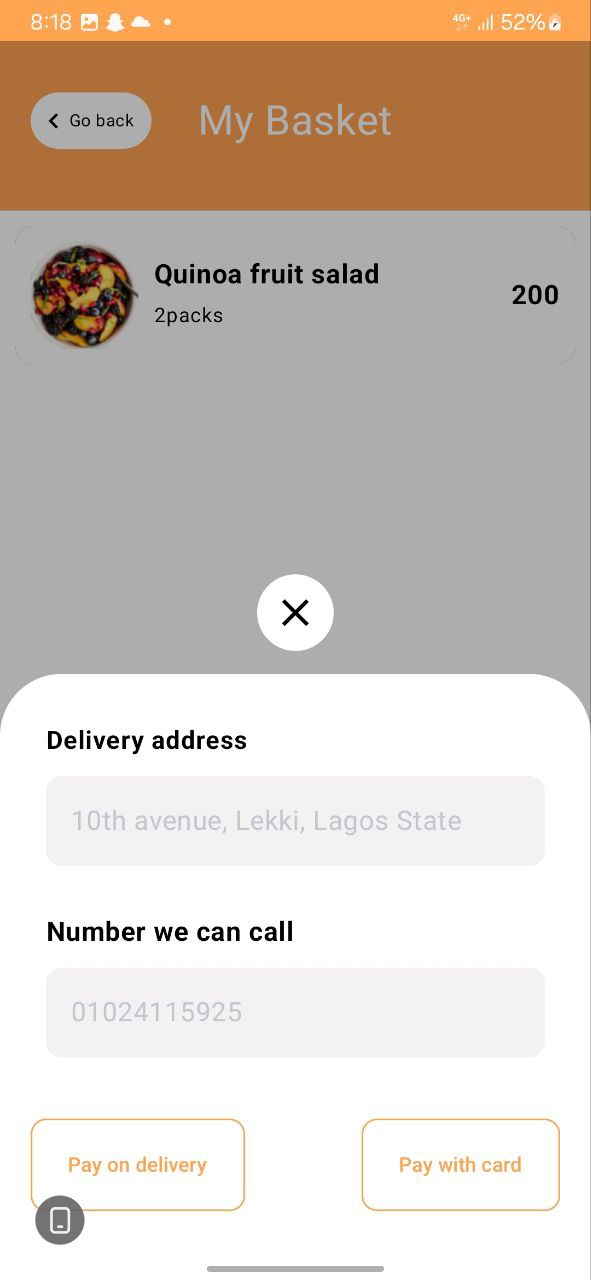 8:18 4G+ 52%
Go back My Basket
Quinoa fruit salad
2packs
200
Delivery address
10th avenue, Lekki, Lagos State
Number we can call
01024115925
Pay on delivery Pay with card